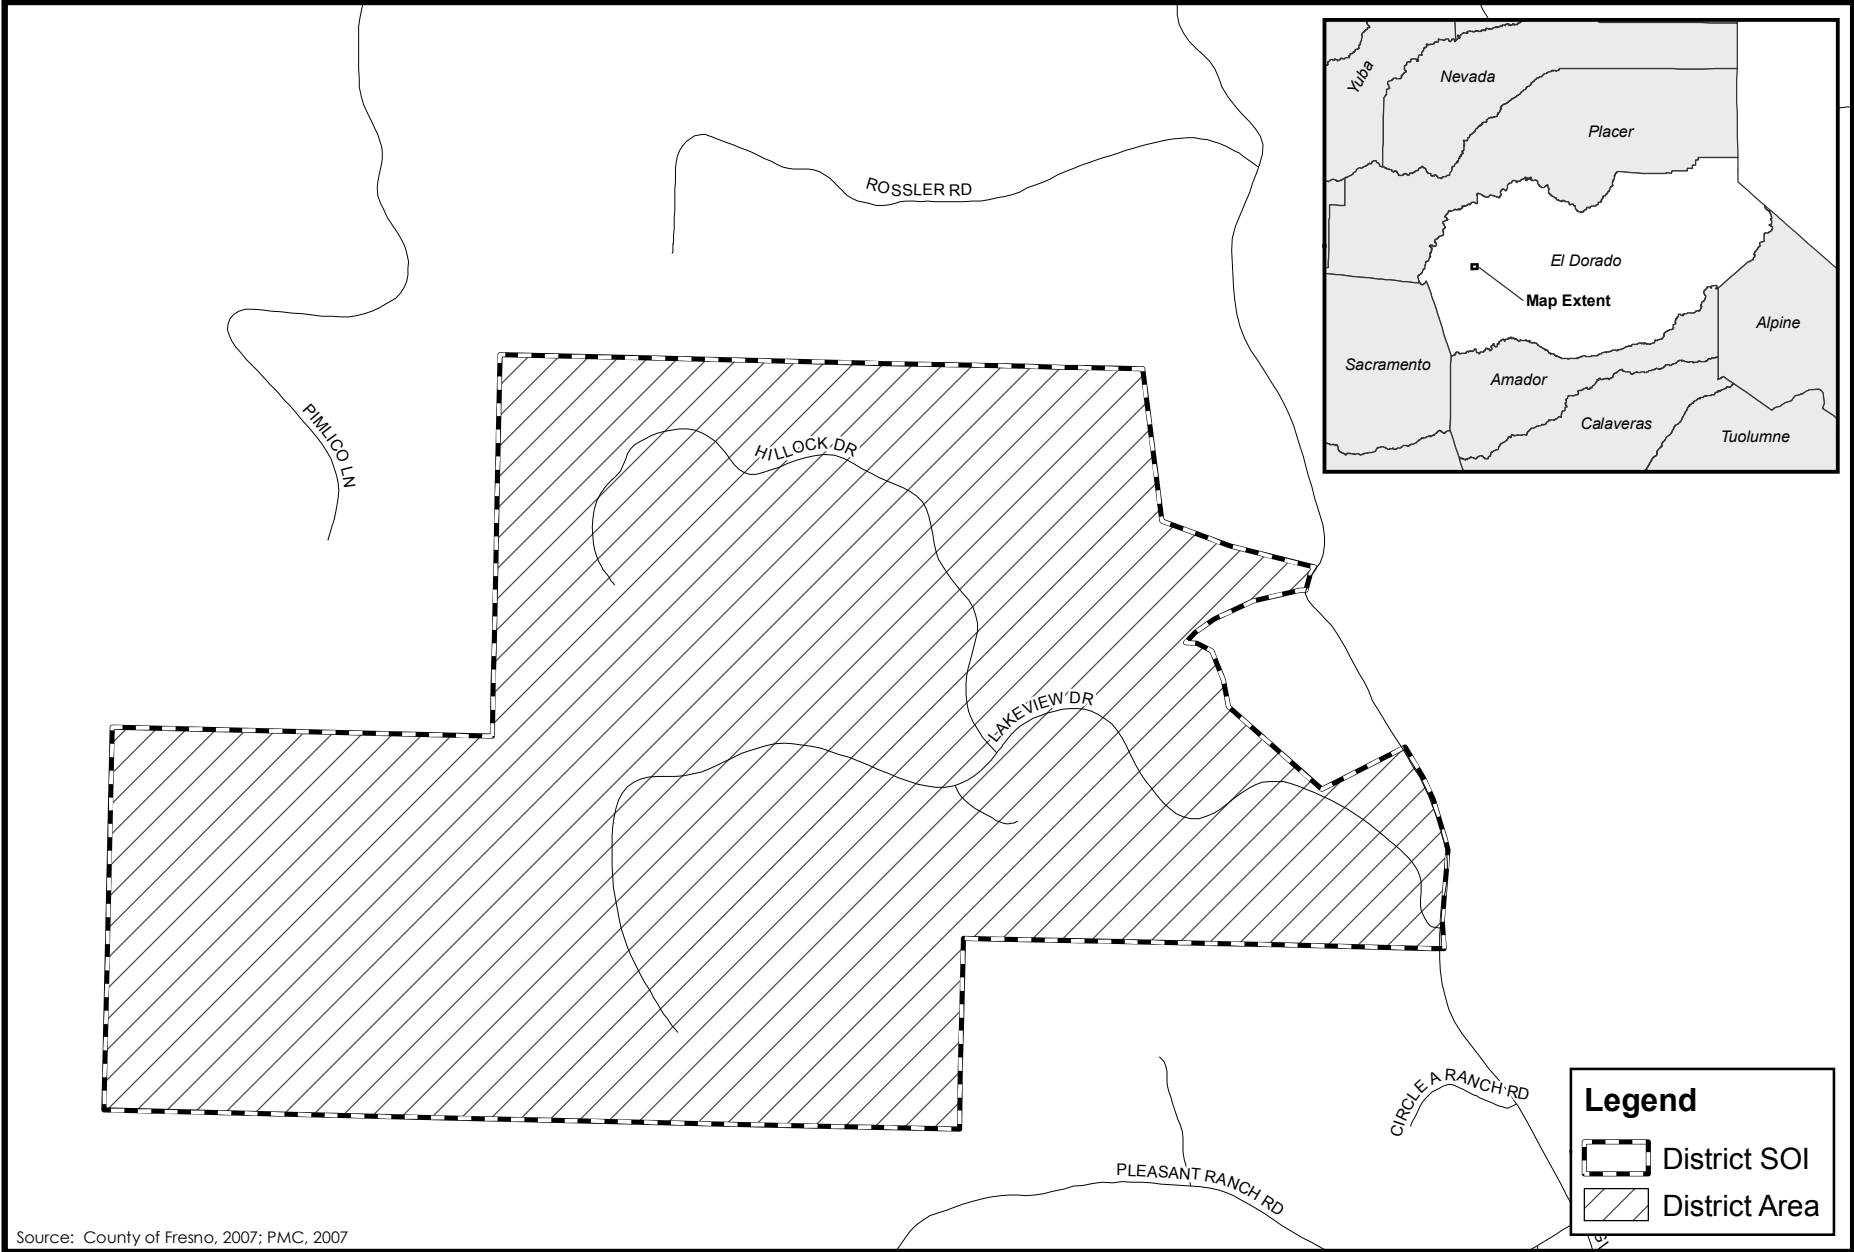 Yuba
Nevada
Placer
ROSSLER RD
El Dorado
Map Extent
Alpine
Sacramento
Amador
Calaveras
Tuolumne
PIMLICO LN
HILLOCK DR
LAKEVIEW DR
CIRCLE A RANCH RD
PLEASANT RANCH RD
Legend
District SOI
District Area
Source: County of Fresno, 2007; PMC, 2007